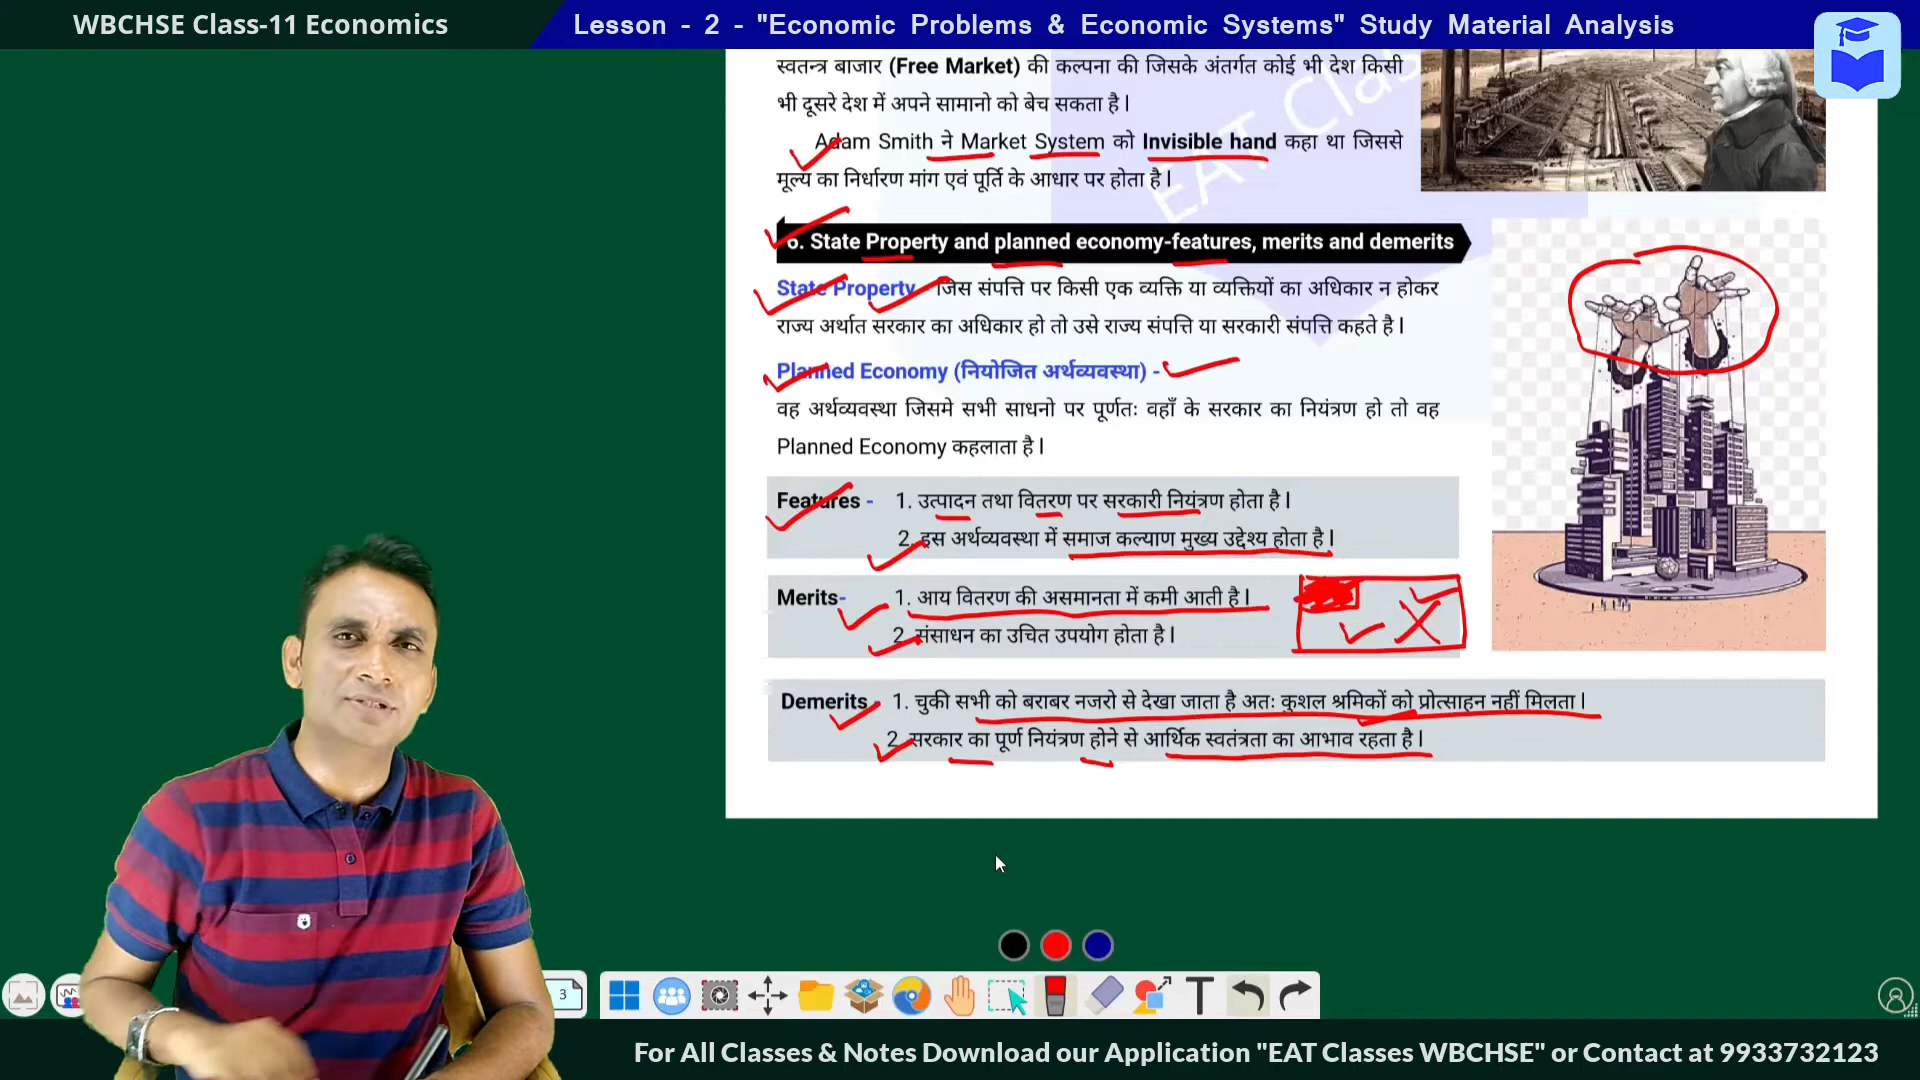 WBCHSE Class-11 Economics
Lesson - 2 - "Economic Problems & Economic Systems" Study Material Analysis
स्वतन्त्र बाजार (Free Market) की कल्पना की जिसके अंतर्गत कोई भी देश किसी
भी दूसरे देश में अपने सामानो को बेच सकता है।
Adam Smith ने Market System को Invisible hand कहा था जिससे
मूल्य का निर्धारण मांग एवं पूर्ति के आधार पर होता है।
EAT Clas
6. State Property and planned economy-features, merits and demerits
State Property - जिस संपत्ति पर किसी एक व्यक्ति या व्यक्तियों का अधिकार न होकर
राज्य अर्थात सरकार का अधिकार हो तो उसे राज्य संपत्ति या सरकारी संपत्ति कहते है।
Planned Economy (नियोजित अर्थव्यवस्था) -
वह अर्थव्यवस्था जिसमे सभी साधनो पर पूर्णतः वहाँ के सरकार का नियंत्रण हो तो वह
Planned Economy कहलाता है।
Features - 1. उत्पादन तथा वितरण पर सरकारी नियंत्रण होता है।
2. इस अर्थव्यवस्था में समाज कल्याण मुख्य उद्देश्य होता है।
Merits- 1. आय वितरण की असमानता में कमी आती है।
2. संसाधन का उचित उपयोग होता है।
Demerits - 1. चुकी सभी को बराबर नजरो से देखा जाता है अतः कुशल श्रमिकों को प्रोत्साहन नहीं मिलता।
2. सरकार का पूर्ण नियंत्रण होने से आर्थिक स्वतंत्रता का आभाव रहता है।
3
T
For All Classes & Notes Download our Application "EAT Classes WBCHSE" or Contact at 9933732123